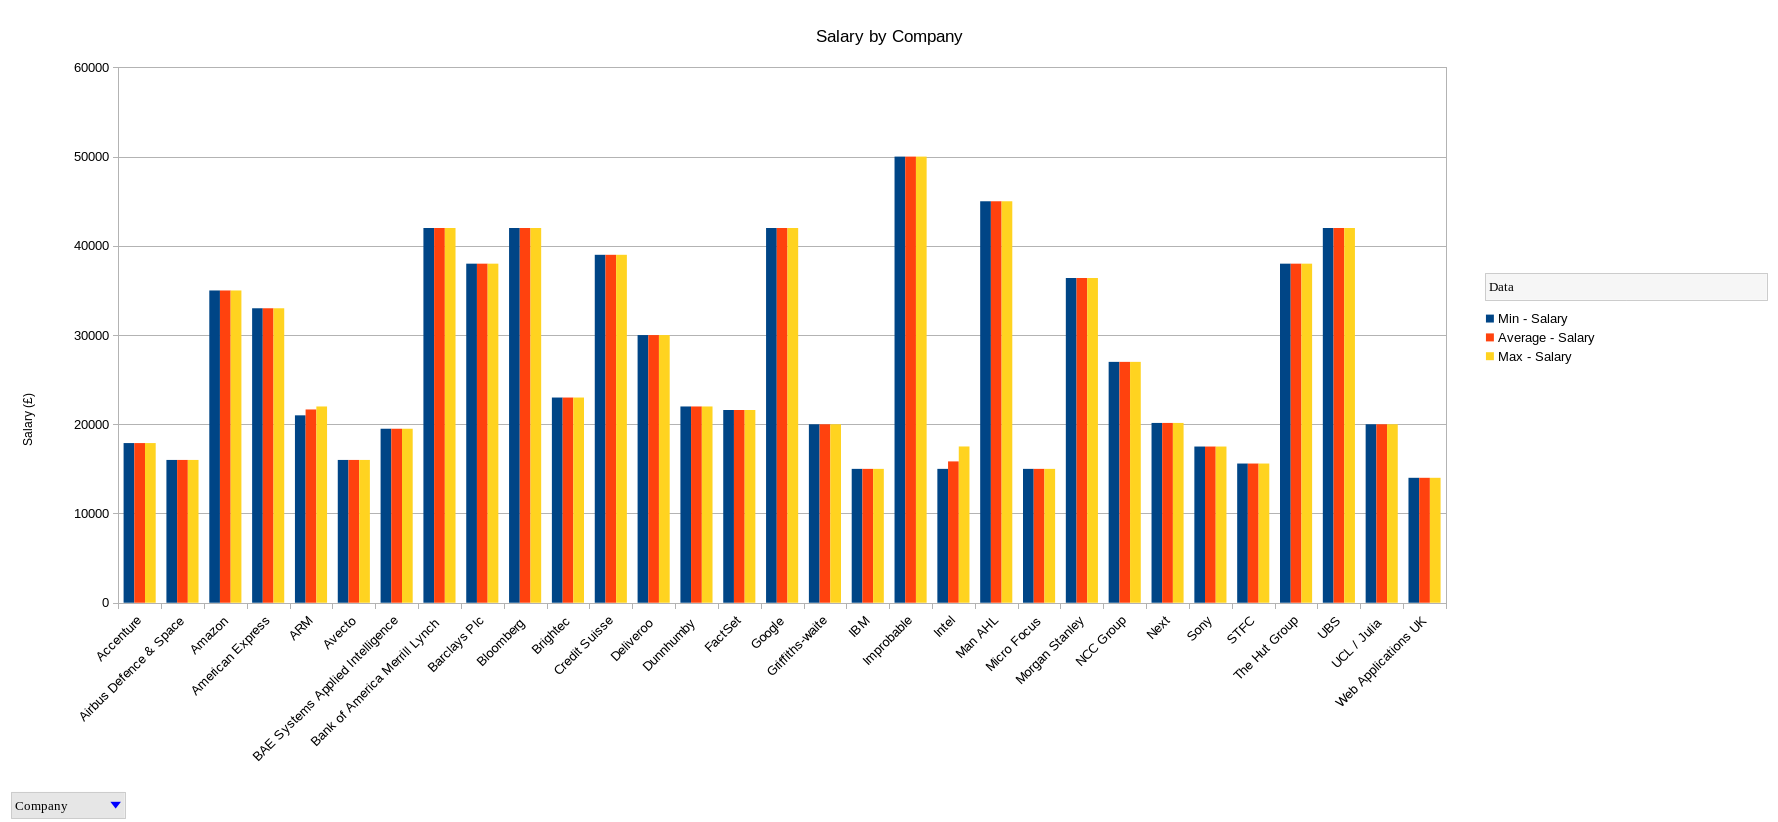 Salary by Company
60000
50000
40000
30000
20000
10000
0
Salary (£)
Accenture
Airbus Defence & Space
Amazon
American Express
ARM
Avecto
BAE Systems Applied Intelligence
Bank of America Merrill Lynch
Barclays Plc
Bloomberg
Brightec
Credit Suisse
Deliveroo
Dunnhumby
FactSet
Google
Griffiths-waite
IBM
Improbable
Intel
Man AHL
Micro Focus
Morgan Stanley
NCC Group
Next
Sony
STFC
The Hut Group
UBS
UCL / Julia
Web Applications UK
Data
Min - Salary
Average - Salary
Max - Salary
Company